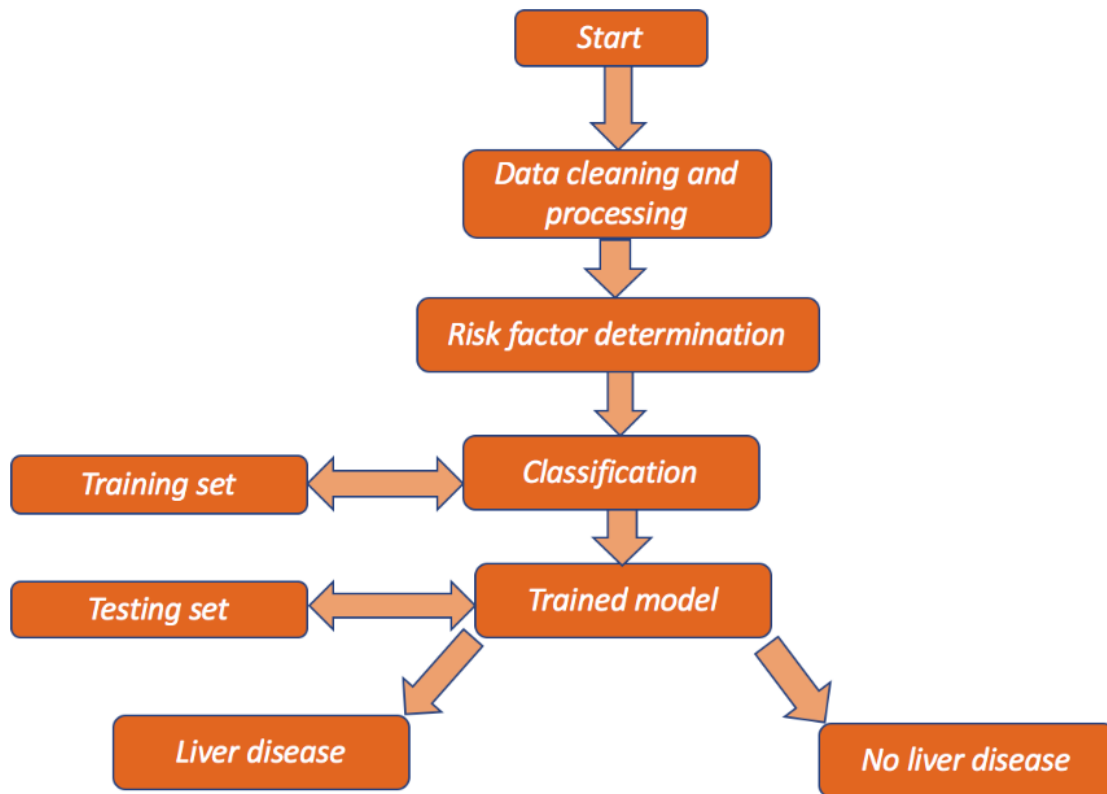 Start
Data cleaning and
processing
Risk factor determination
Classification
Training set
Trained model
Testing set
Liver disease
No liver disease